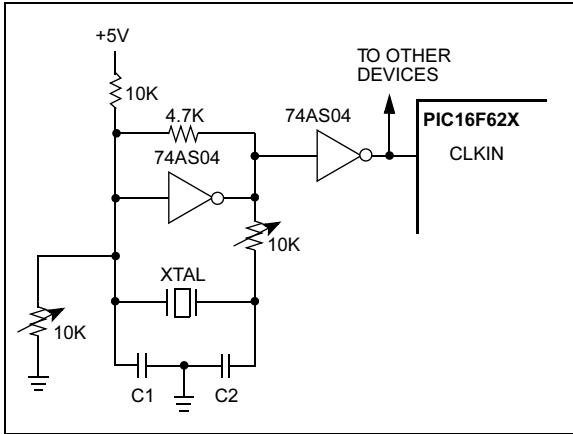 +5V
10K
4.7K
74AS04
74AS04
TO OTHER
DEVICES
PIC16F62X
CLKIN
10K
XTAL
10K
C1
C2